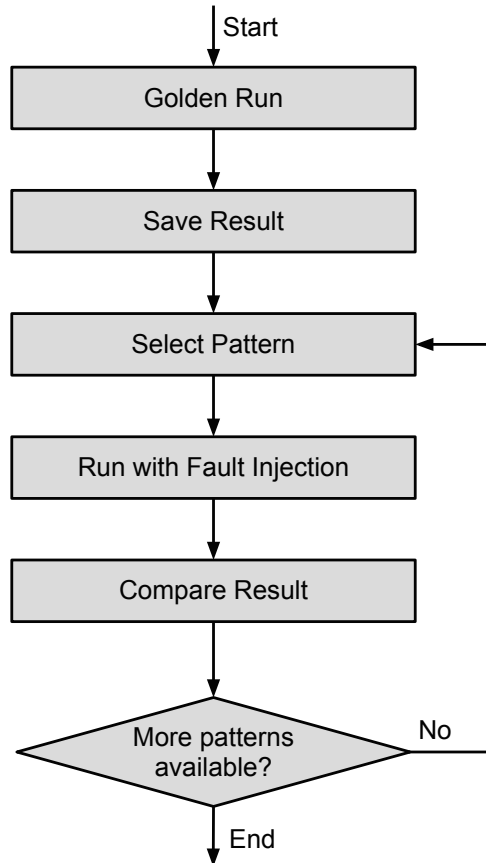 Start
Golden Run
Save Result
Select Pattern
Run with Fault Injection
Compare Result
More patterns
available?
No
End